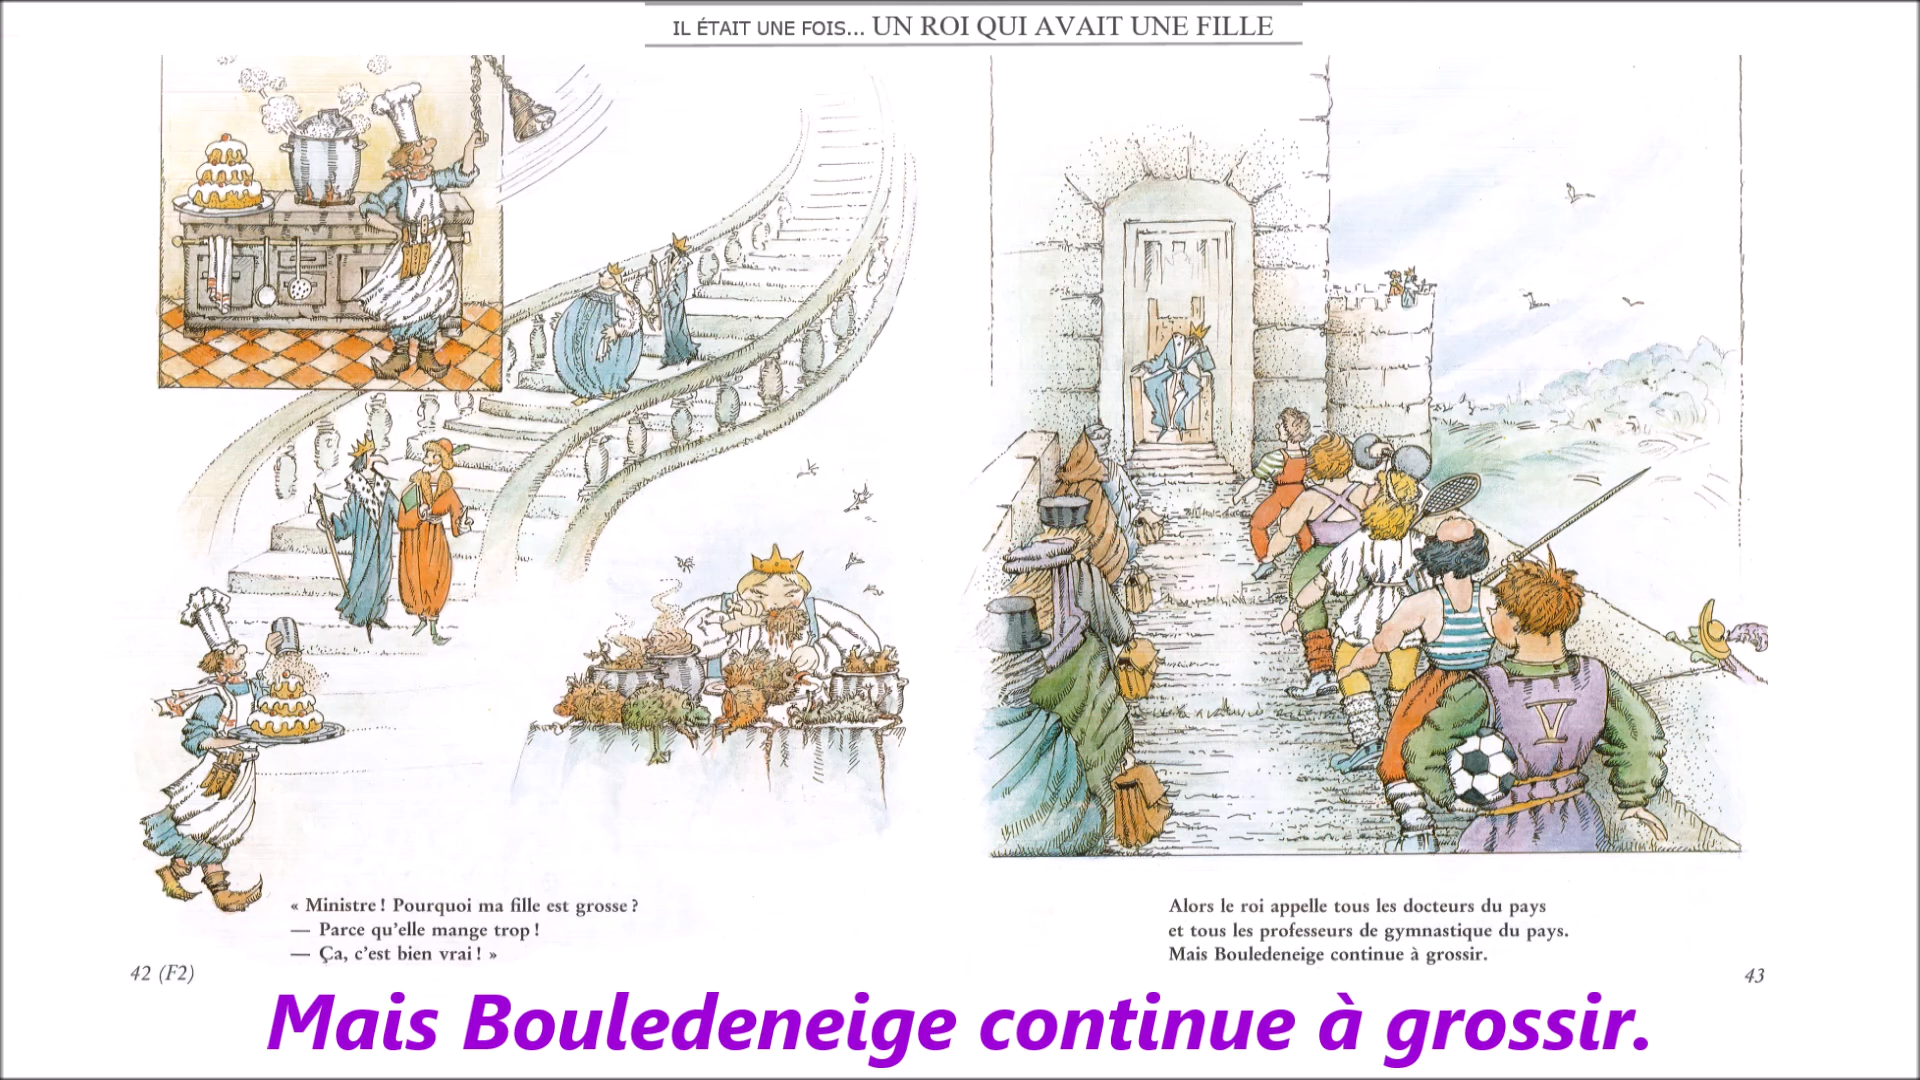 IL ÉTAIT UNE FOIS... UN ROI QUI AVAIT UNE FILLE
« Ministre ! Pourquoi ma fille est grosse ?
— Parce qu'elle mange trop !
— Ça, c'est bien vrai ! »
42 (F2)
V
Alors le roi appelle tous les docteurs du pays
et tous les professeurs de gymnastique du pays.
Mais Bouledeneige continue à grossir.
43
Mais Bouledeneige continue à grossir.